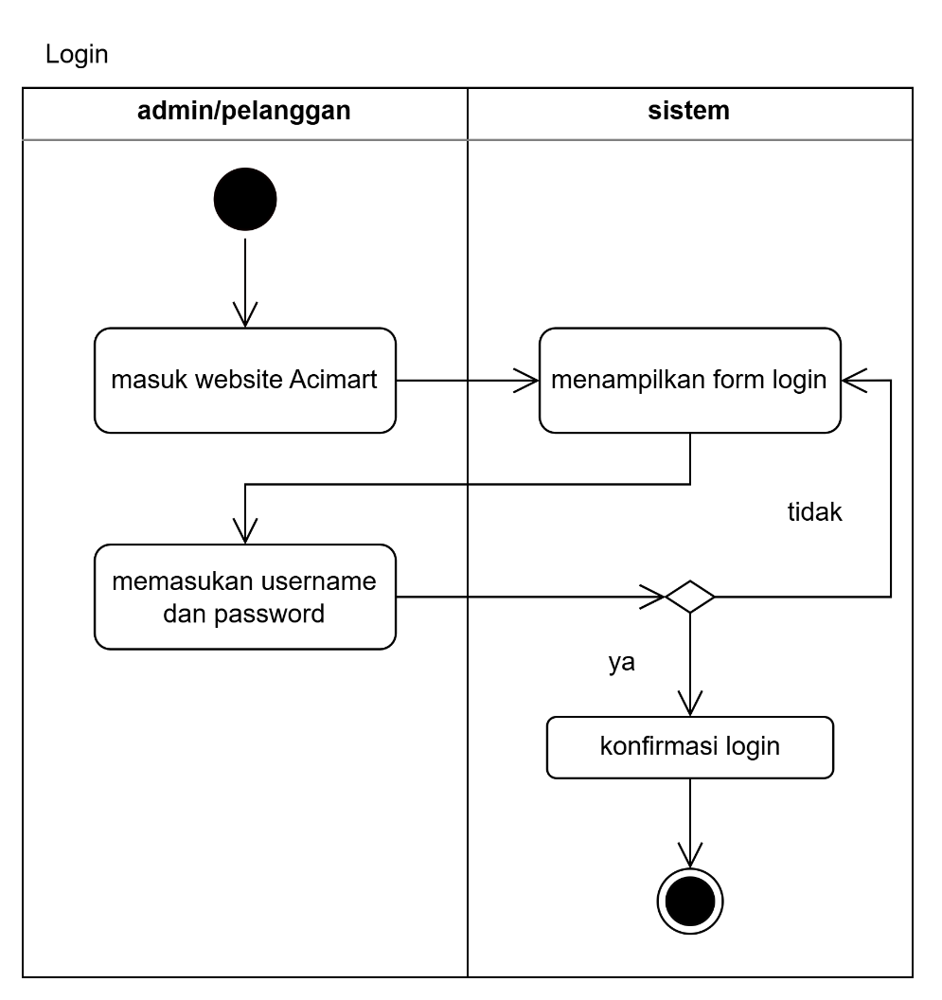 Login
admin/pelanggan
sistem
masuk website Acimart
menampilkan form login
tidak
memasukan username
dan password
ya
konfirmasi login